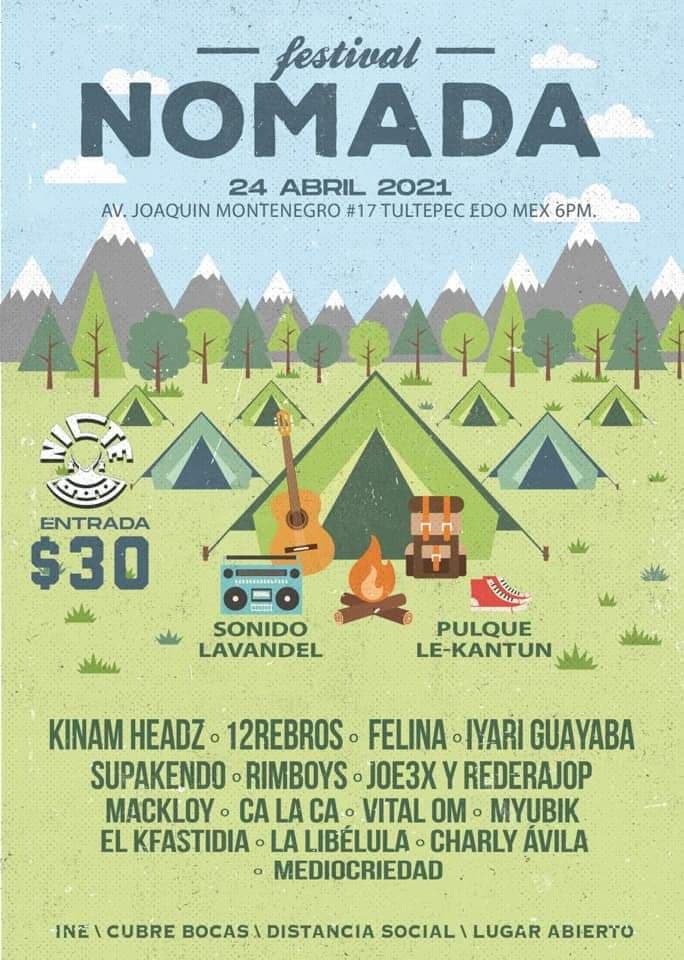 festival
NOMADA
24 ABRIL 2021
AV. JOAQUIN MONTENEGRO #17 TULTEPEC EDO MEX 6PM.
NICTE
ENTRADA
$30
SONIDO
LAVANDEL
PULQUE
LE-KANTUN
KINAM HEADZ ◦ 12REBROS ◦ FELINA ◦ IYARI GUAYABA
SUPAKENDO ◦ RIMBOYS ◦ JOE3X Y REDERAJOP
MACKLOY ◦ CA LA CA ◦ VITAL OM ◦ MYUBIK
EL KFASTIDIA ◦ LA LIBÉLULA ◦ CHARLY ÁVILA
◦ MEDIOCRIEDAD
INE \ CUBRE BOCAS \ DISTANCIA SOCIAL \ LUGAR ABIERTO